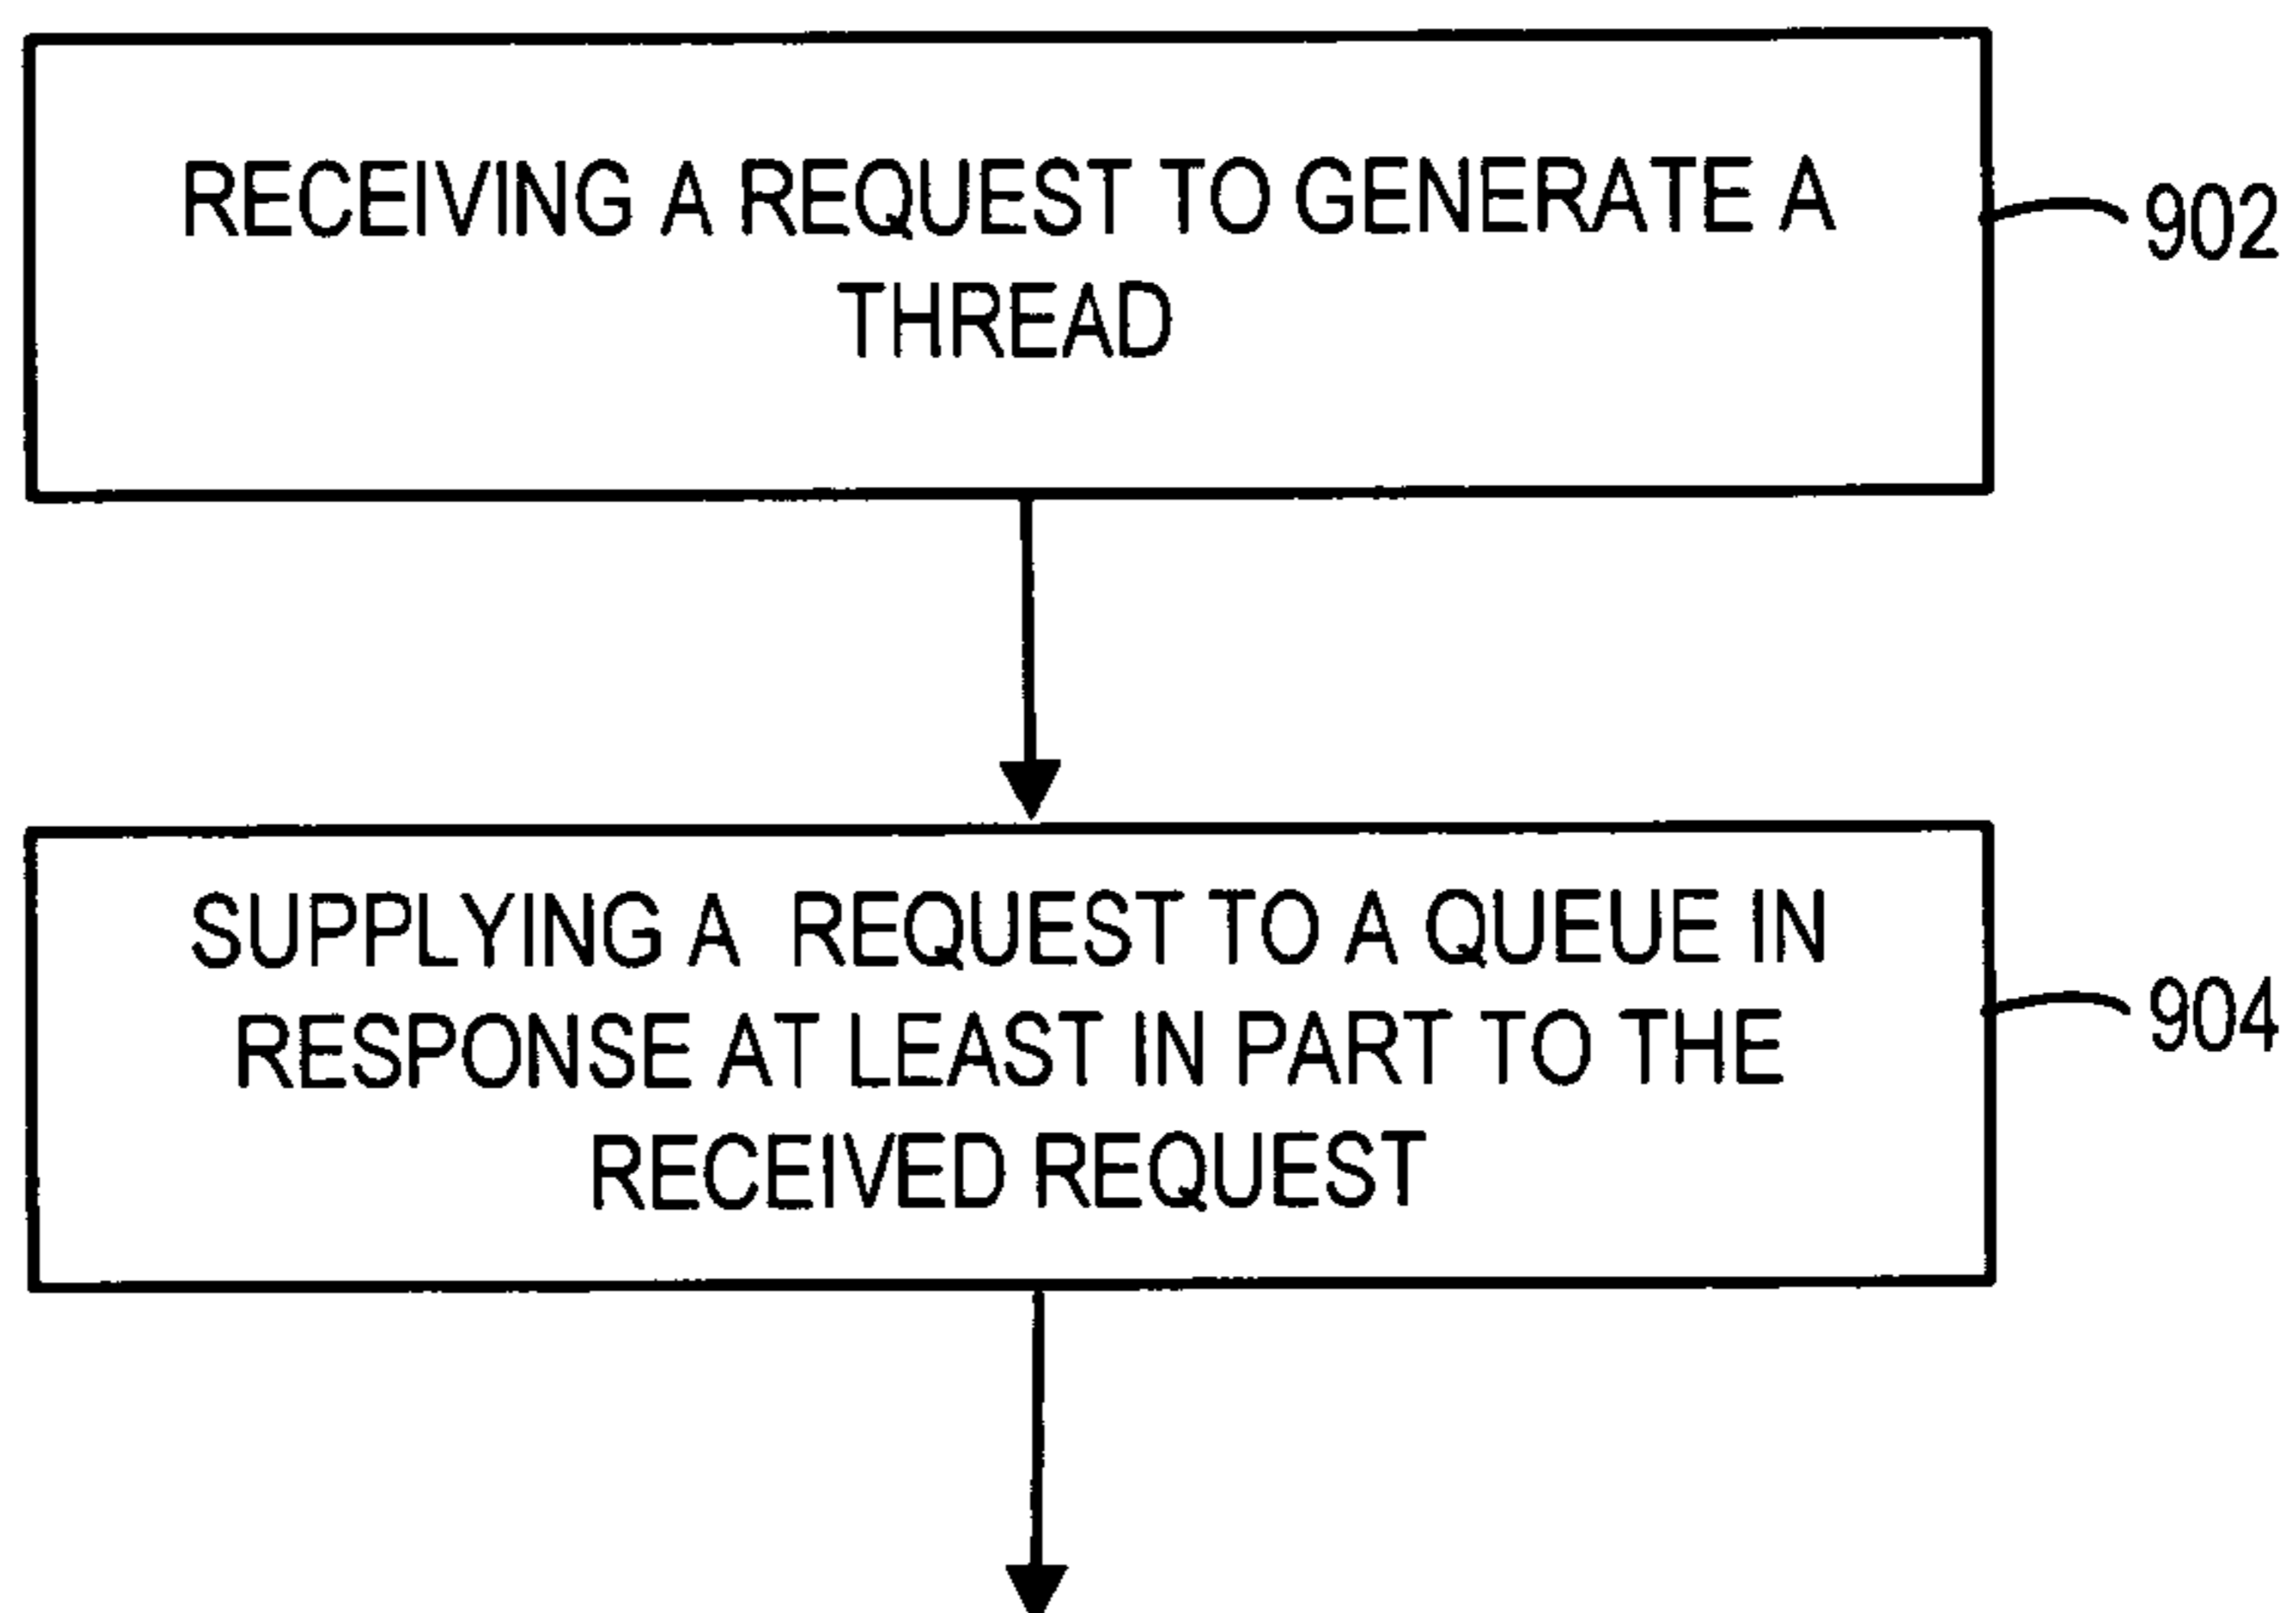 RECEIVING A REQUEST TO GENERATE A
THREAD
902
SUPPLYING A REQUEST TO A QUEUE IN
RESPONSE AT LEAST IN PART TO THE
RECEIVED REQUEST
904